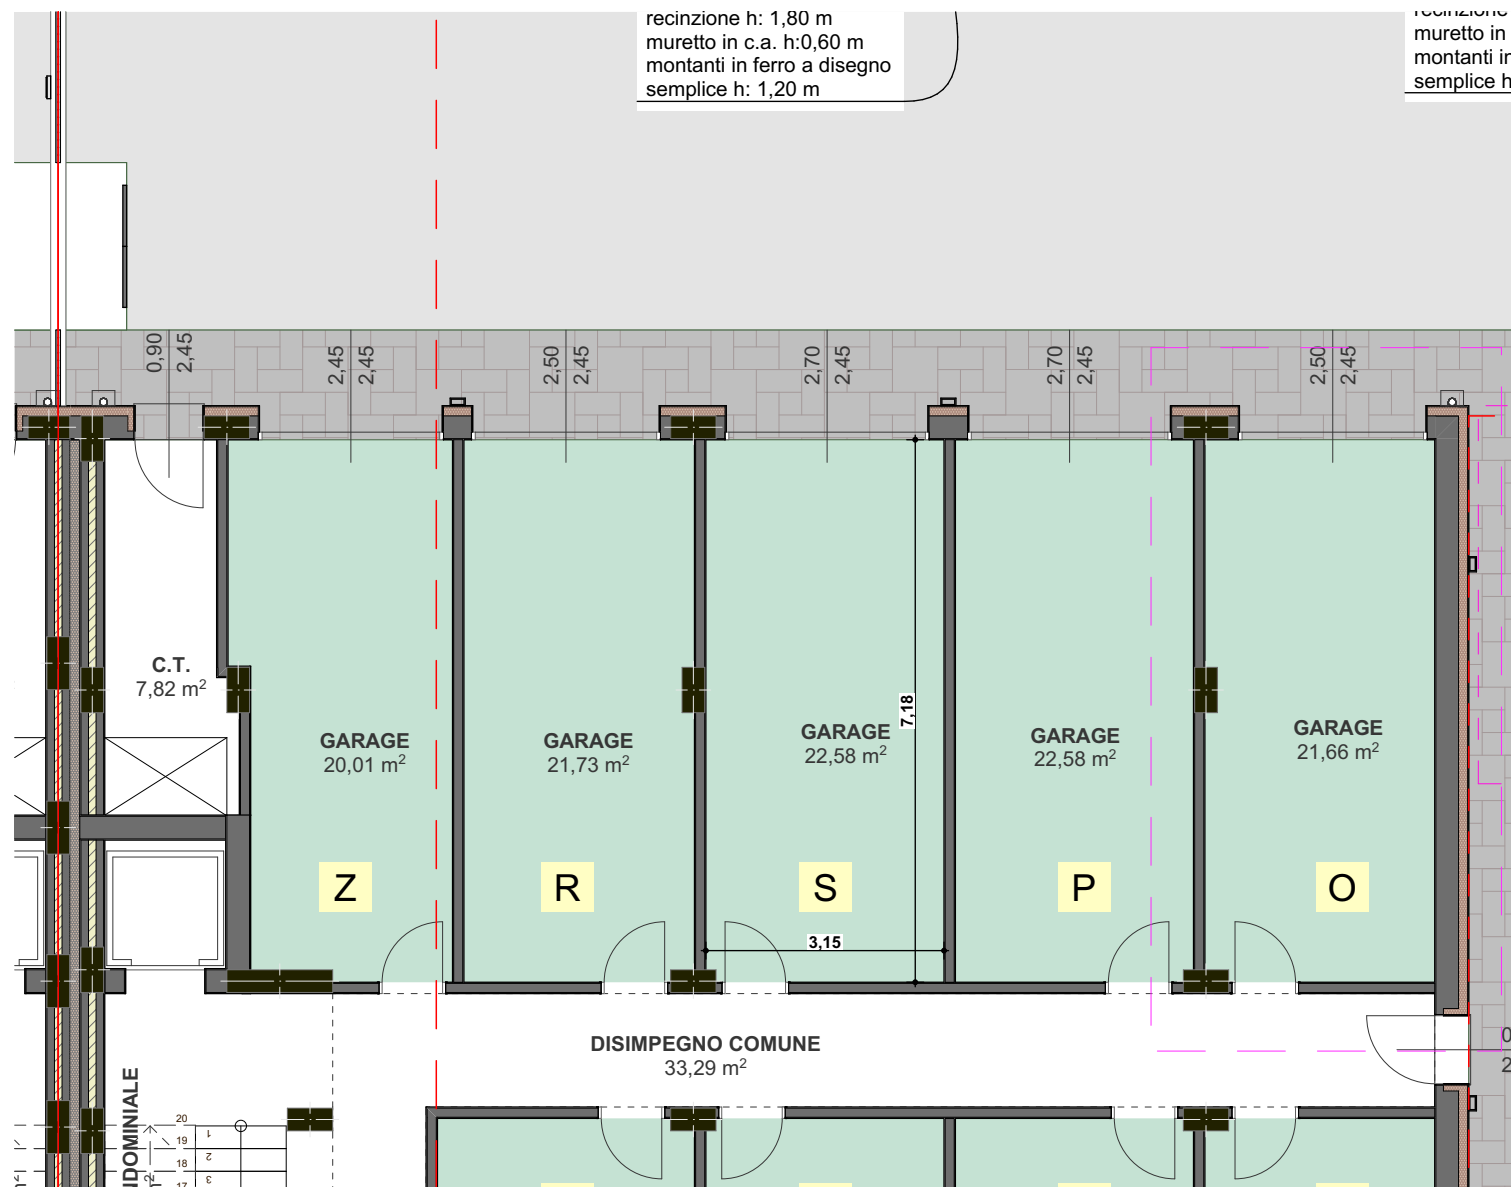 recinzione h: 1,80 m
muretto in c.a. h:0,60 m
montanti in ferro a disegno
semplice h: 1,20 m
recinzione
muretto in
montanti in
semplice h
0,90
2,45
2,45
2,45
2,50
2,45
2,70
2,45
2,70
2,45
2,50
2,45
C.T.
7,82 m²
GARAGE
20,01 m²
GARAGE
21,73 m²
GARAGE
22,58 m²
7,18
GARAGE
22,58 m²
GARAGE
21,66 m²
Z
R
S
P
O
3,15
DISIMPEGNO COMUNE
33,29 m²
0
2
NDOMINIALE
20
19
18
17
1
2
3